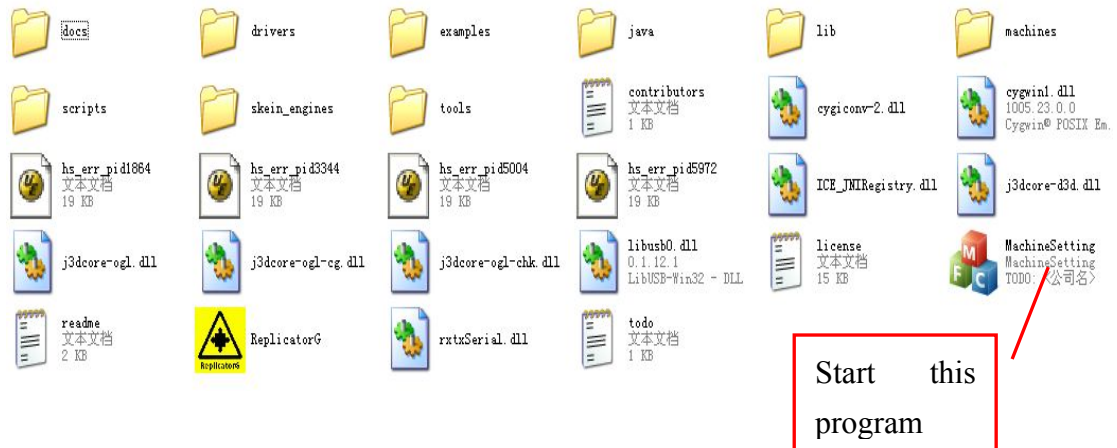 docs
drivers
examples
java
lib
machines
scripts
skein_engines
tools
contributors
文本文档
1 KB
cygiconv-2.dll
cygwin1.dll
1005.23.0.0
Cygwin® POSIX Em.
hs_err_pid1864
文本文档
19 KB
hs_err_pid3344
文本文档
19 KB
hs_err_pid5004
文本文档
19 KB
hs_err_pid5972
文本文档
19 KB
ICE_JNIRegistry.dll
j3dcore-d3d.dll
j3dcore-ogl.dll
j3dcore-ogl-cg.dll
j3dcore-ogl-chk.dll
libusb0.dll
0.1.12.1
LibUSB-Win32 - DLL
license
文本文档
15 KB
M
F C
MachineSetting
MachineSetting
TODO: <公司名>
readme
文本文档
2 KB
ReplicatorG
ReplicatorG
rxtxSerial.dll
todo
文本文档
1 KB
Start this
program